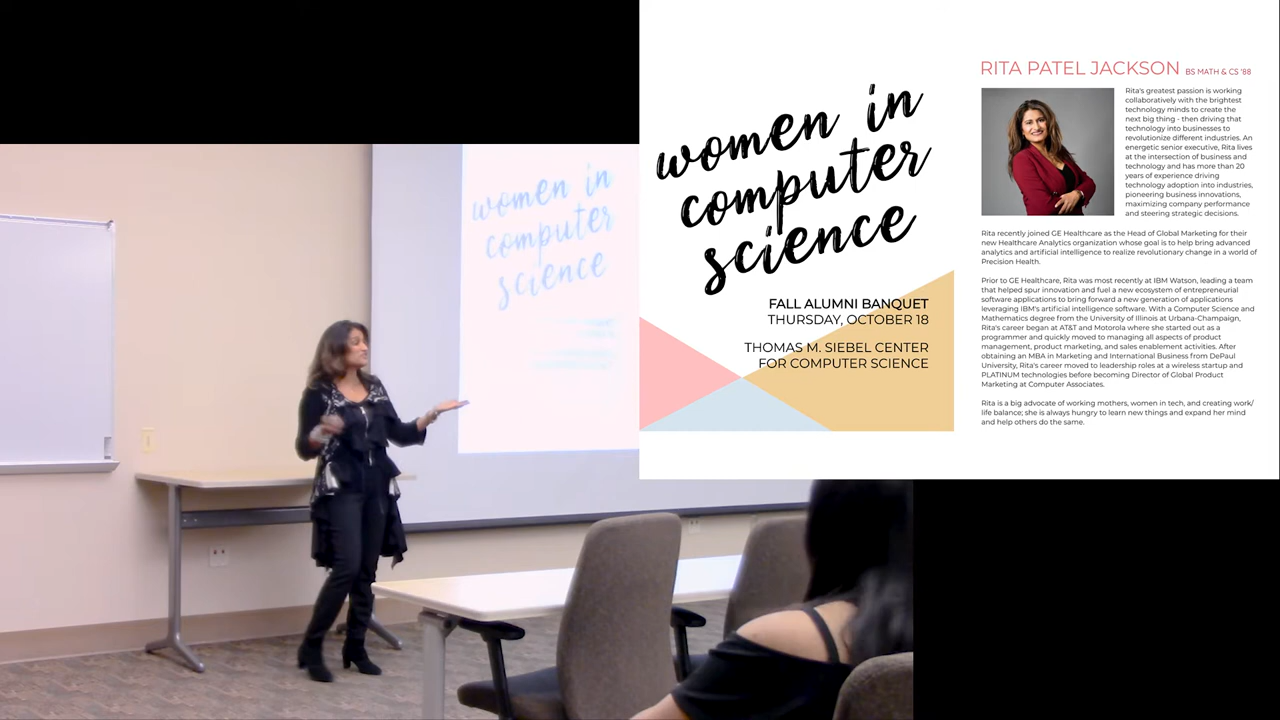 women in
computer
science
women in
computer
science
FALL ALUMNI BANQUET
THURSDAY, OCTOBER 18
THOMAS M. SIEBEL CENTER
FOR COMPUTER SCIENCE
RITA PATEL JACKSON BS MATH & CS '88
Rita's greatest passion is working
collaboratively with the brightest
technology minds to create the
next big thing - then driving that
technology into businesses to
revolutionize different industries. An
energetic senior executive, Rita lives
at the intersection of business and
technology and has more than 20
years of experience driving
technology adoption into industries,
pioneering business innovations,
maximizing company performance
and steering strategic decisions.
Rita recently joined GE Healthcare as the Head of Global Marketing for their
new Healthcare Analytics organization whose goal is to help bring advanced
analytics and artificial intelligence to realize revolutionary change in a world of
Precision Health.
Prior to GE Healthcare, Rita was most recently at IBM Watson, leading a team
that helped spur innovation and fuel a new ecosystem of entrepreneurial
software applications to bring forward a new generation of applications
leveraging IBM's artificial intelligence software. With a Computer Science and
Mathematics degree from the University of Illinois at Urbana-Champaign,
Rita's career began at AT&T and Motorola where she started out as a
programmer and quickly moved to managing all aspects of product
management, product marketing, and sales enablement activities. After
obtaining an MBA in Marketing and International Business from DePaul
University, Rita's career moved to leadership roles at a wireless startup and
PLATINUM technologies before becoming Director of Global Product
Marketing at Computer Associates.
Rita is a big advocate of working mothers, women in tech, and creating work/
life balance; she is always hungry to learn new things and expand her mind
and help others do the same.